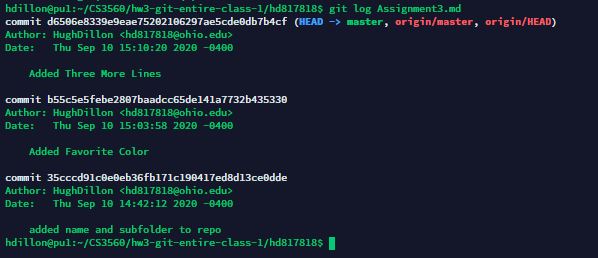 hdillon@pu1:~/CS3560/hw3-git-entire-class-1/hd817818$ git log Assignment3.md
commit d6506e8339e9eae75202106297ae5cde0db7b4cf (HEAD -> master, origin/master, origin/HEAD)
Author: HughDillon <hd817818@ohio.edu>
Date:   Thu Sep 10 15:10:20 2020 -0400
    Added Three More Lines
commit b55c5e5febe2807baadcc65de141a7732b435330
Author: HughDillon <hd817818@ohio.edu>
Date:   Thu Sep 10 15:03:58 2020 -0400
    Added Favorite Color
commit 35cccd91c0e0eb36fb171c190417ed8d13ce0dde
Author: HughDillon <hd817818@ohio.edu>
Date:   Thu Sep 10 14:42:12 2020 -0400
    added name and subfolder to repo
hdillon@pu1:~/CS3560/hw3-git-entire-class-1/hd817818$